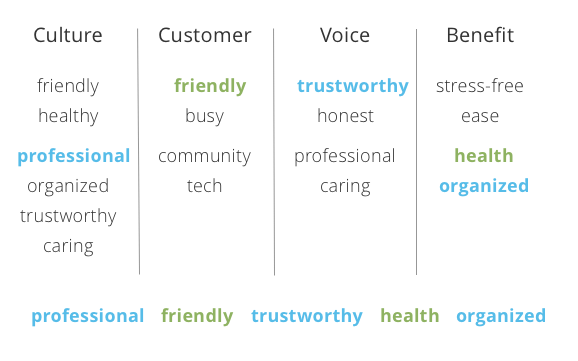 Culture
friendly
healthy
professional
organized
trustworthy
caring
Customer
friendly
busy
community
tech
Voice
trustworthy
honest
professional
caring
Benefit
stress-free
ease
health
organized
professional friendly trustworthy health organized